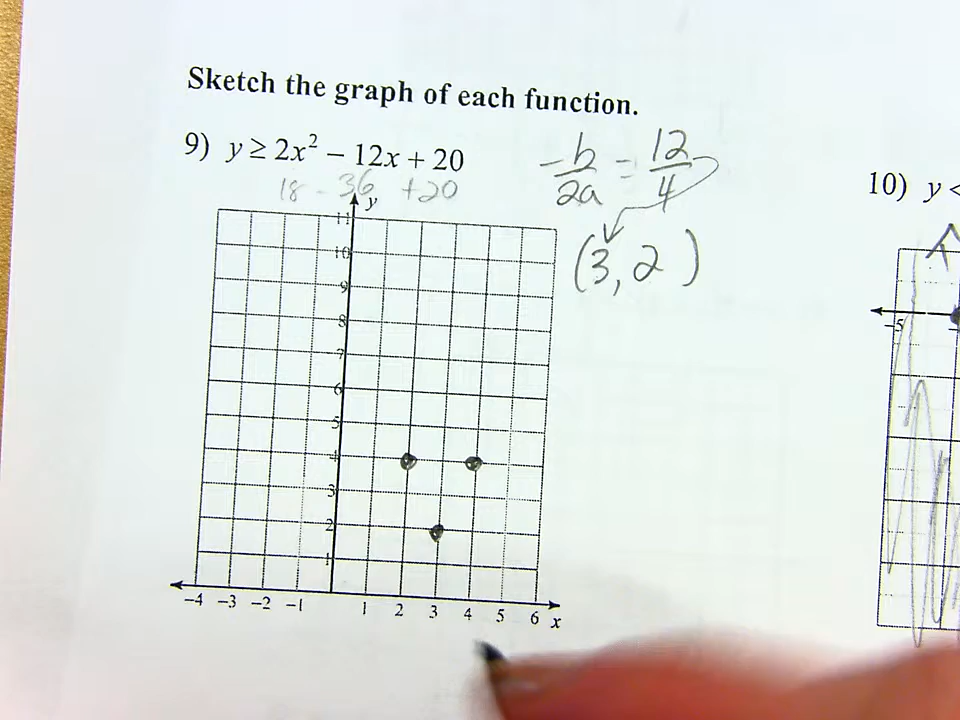 Sketch the graph of each function.
9) y ≥ 2x² − 12x + 20
18 - 36 +20
-b/2a = 12/4
(3, 2)
10) y <
y
11
10
9
8
7
6
5
4
3
2
1
-4 -3 -2 -1 1 2 3 4 5 6 x
-5